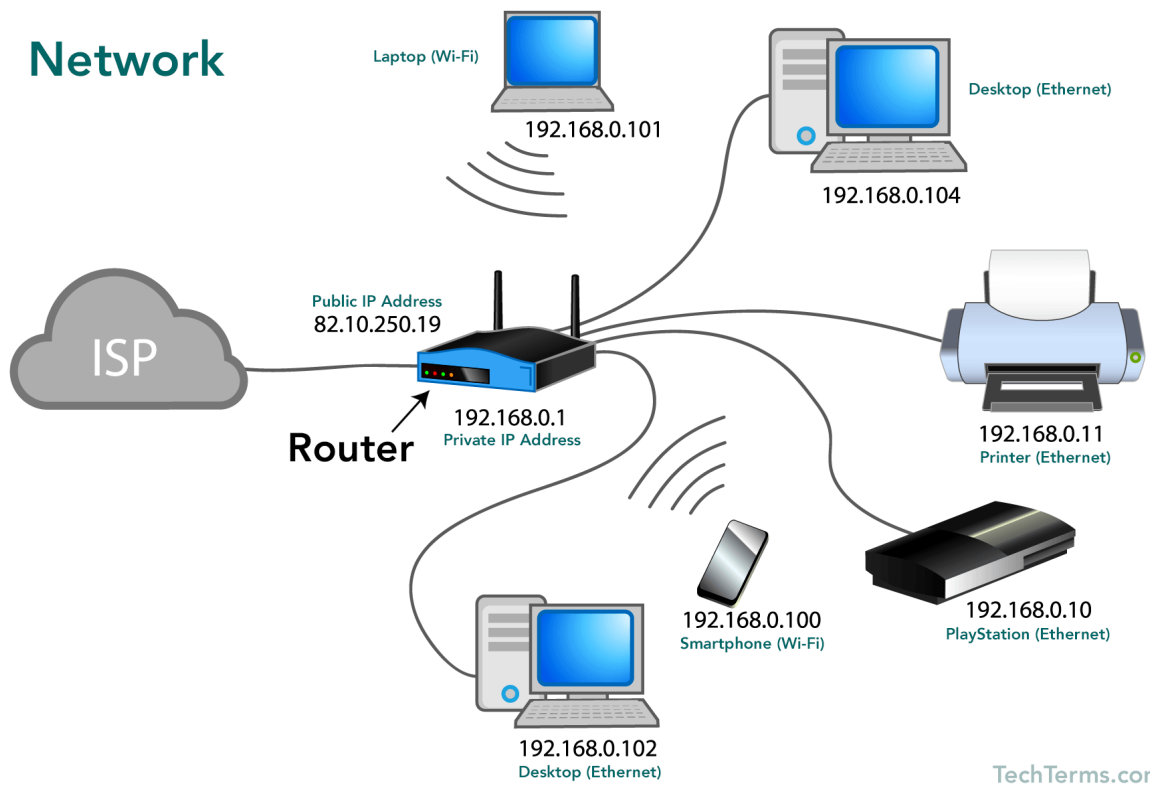 Network
Laptop (Wi-Fi)
192.168.0.101
Desktop (Ethernet)
192.168.0.104
Public IP Address
82.10.250.19
ISP
192.168.0.1
Private IP Address
Router
192.168.0.11
Printer (Ethernet)
192.168.0.100
Smartphone (Wi-Fi)
192.168.0.10
PlayStation (Ethernet)
192.168.0.102
Desktop (Ethernet)
TechTerms.com